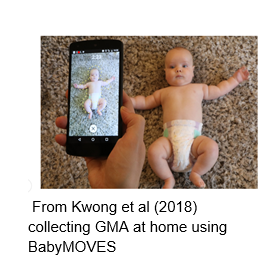 From Kwong et al (2018)
collecting GMA at home using
BabyMOVES